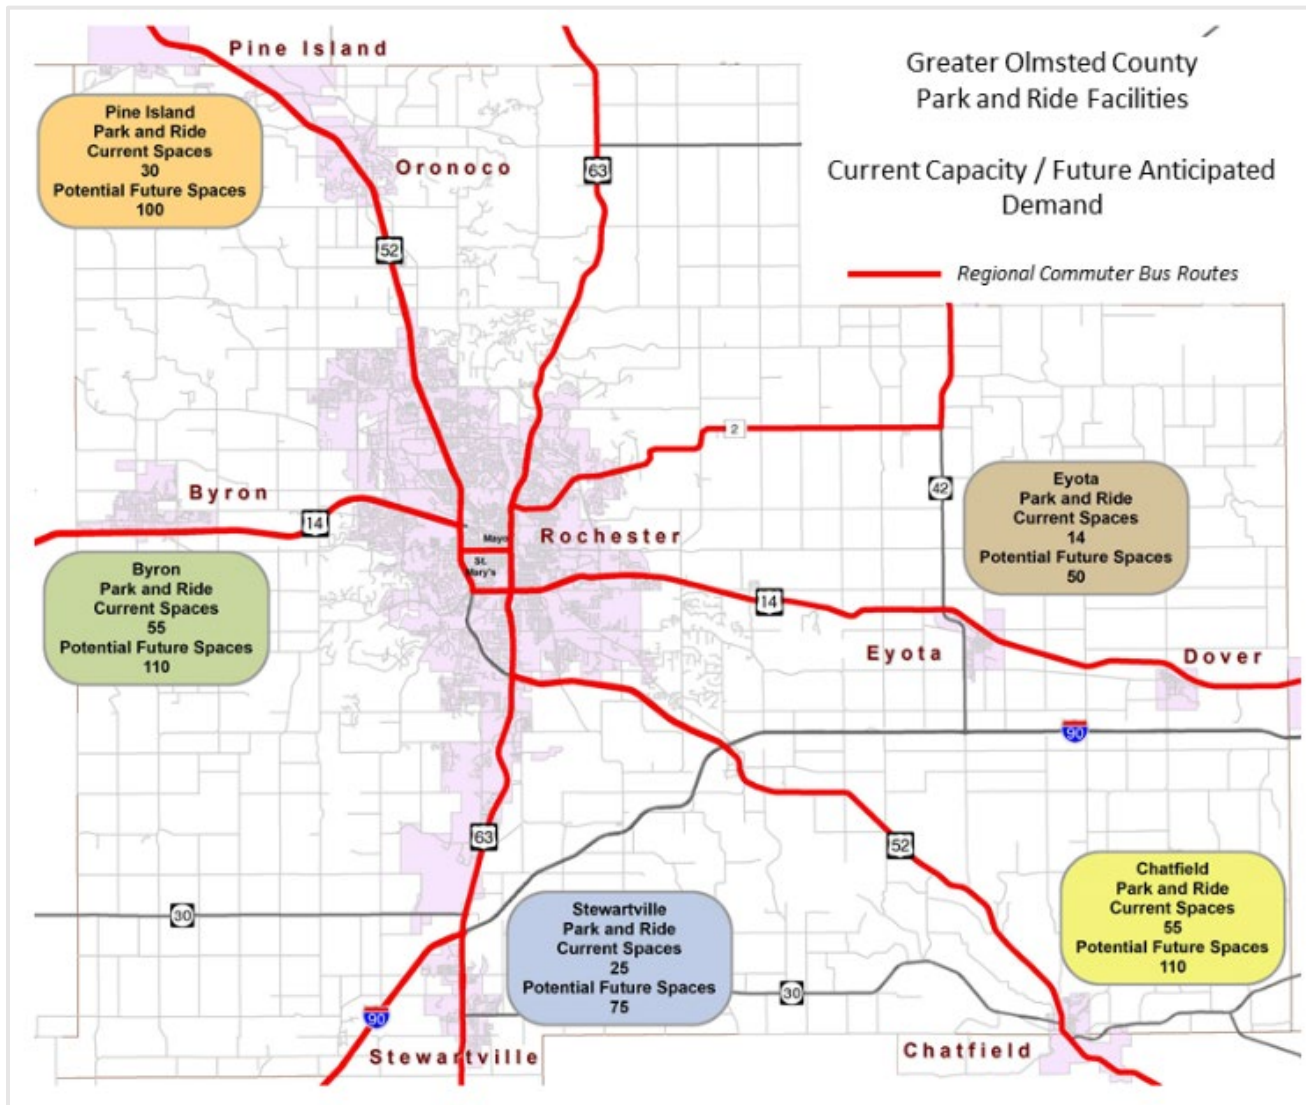 Greater Olmsted County
Park and Ride Facilities
Current Capacity / Future Anticipated
Demand
Regional Commuter Bus Routes
Pine Island
Pine Island
Park and Ride
Current Spaces
30
Potential Future Spaces
100
Oronoco
63
52
2
Byron
14
42
Eyota
Park and Ride
Current Spaces
14
Potential Future Spaces
50
Mayo
Rochester
St.
Mary's
Byron
Park and Ride
Current Spaces
55
Potential Future Spaces
110
14
Eyota
Dover
90
63
52
Chatfield
Park and Ride
Current Spaces
55
Potential Future Spaces
110
30
Stewartville
Park and Ride
Current Spaces
25
Potential Future Spaces
75
30
90
Stewartville
Chatfield